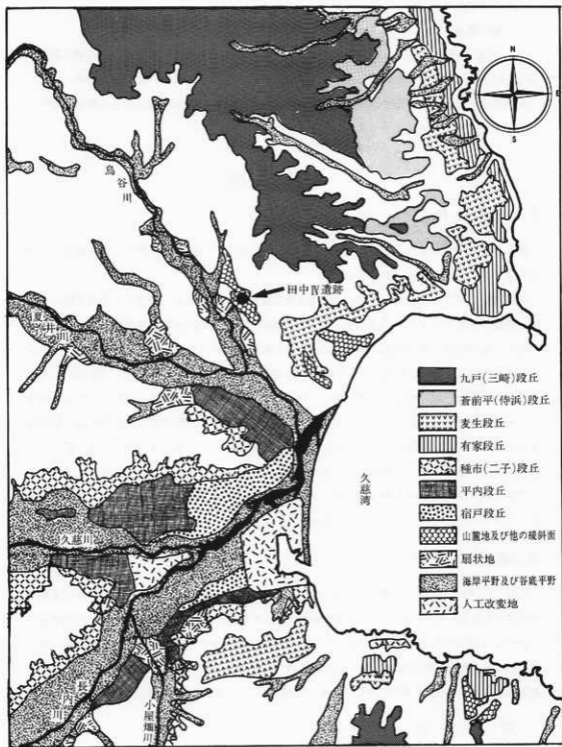 N
E
S
鳥谷川
田中Ⅳ遺跡
夏井川
久慈川
長内川
小屋畑川
久慈湾
九戸(三崎)段丘
蒼前平(侍浜)段丘
麦生段丘
有家段丘
種市(二子)段丘
平内段丘
宿戸段丘
山麓地及び他の緩斜面
扇状地
海岸平野及び谷底平野
人工改変地